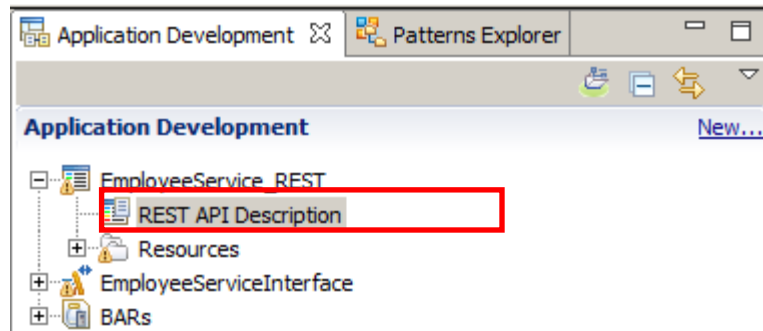 Application Development Patterns Explorer
Application Development New...
EmployeeService_REST
REST API Description
Resources
EmployeeServiceInterface
BARs